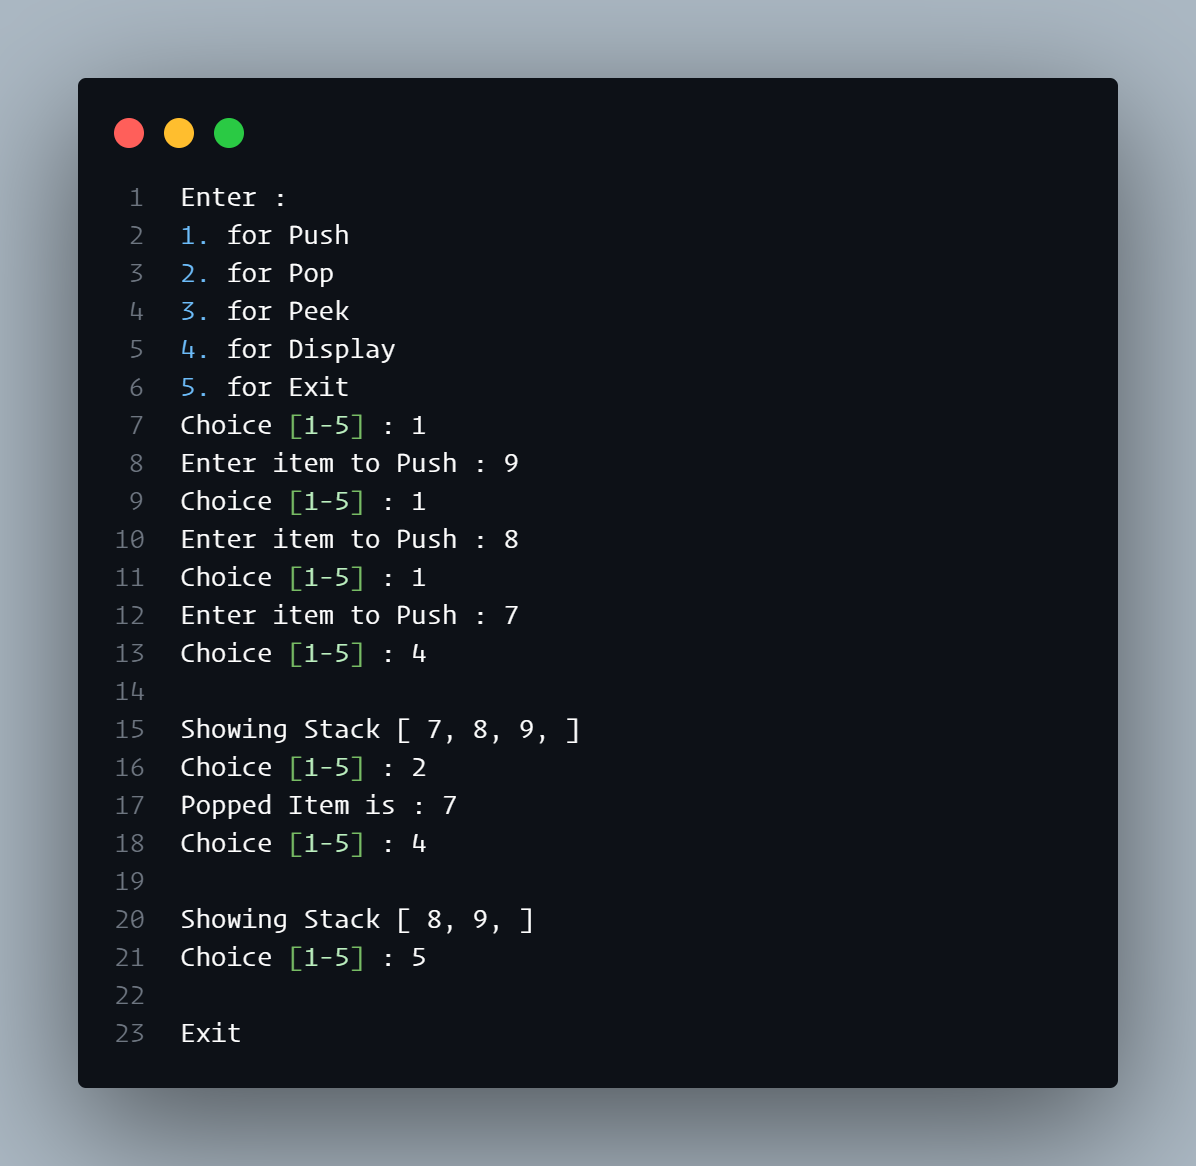 1 Enter :
2 1. for Push
3 2. for Pop
4 3. for Peek
5 4. for Display
6 5. for Exit
7 Choice [1-5] : 1
8 Enter item to Push : 9
9 Choice [1-5] : 1
10 Enter item to Push : 8
11 Choice [1-5] : 1
12 Enter item to Push : 7
13 Choice [1-5] : 4
14
15 Showing Stack [ 7, 8, 9, ]
16 Choice [1-5] : 2
17 Popped Item is : 7
18 Choice [1-5] : 4
19
20 Showing Stack [ 8, 9, ]
21 Choice [1-5] : 5
22
23 Exit